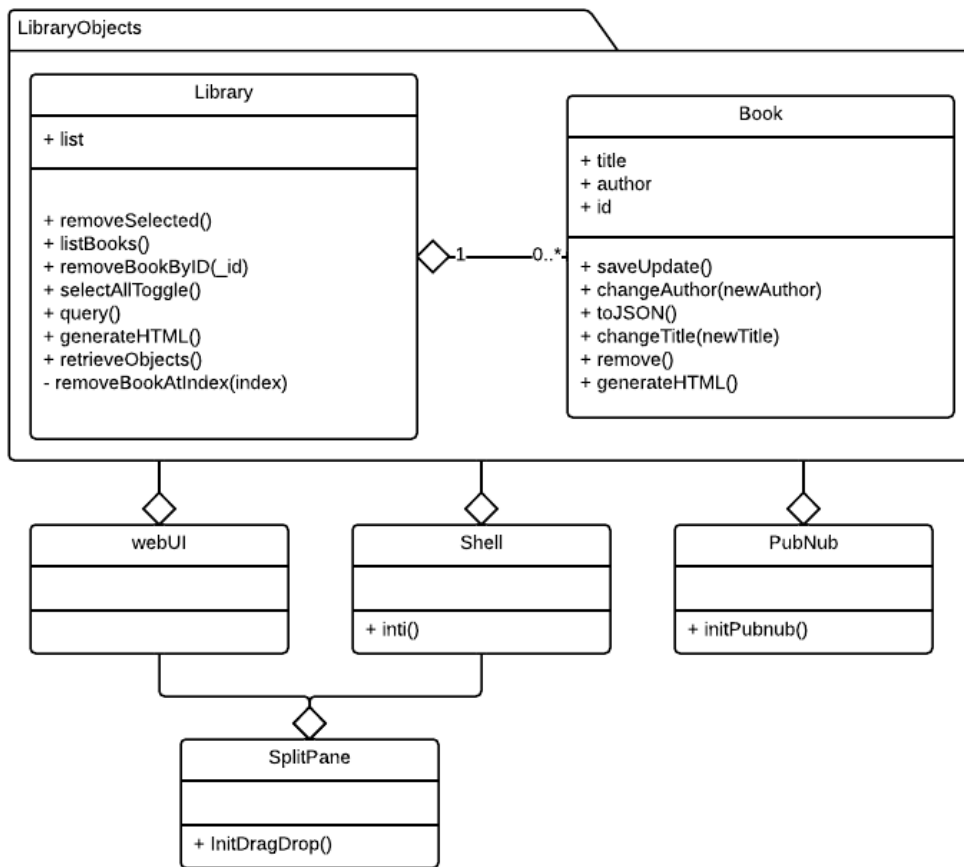 LibraryObjects
Library
+ list
+ removeSelected()
+ listBooks()
+ removeBookByID(_id)
+ selectAllToggle()
+ query()
+ generateHTML()
+ retrieveObjects()
- removeBookAtIndex(index)
1
0..*
Book
+ title
+ author
+ id
+ saveUpdate()
+ changeAuthor(newAuthor)
+ toJSON()
+ changeTitle(newTitle)
+ remove()
+ generateHTML()
webUI
Shell
+ inti()
PubNub
+ initPubnub()
SplitPane
+ InitDragDrop()